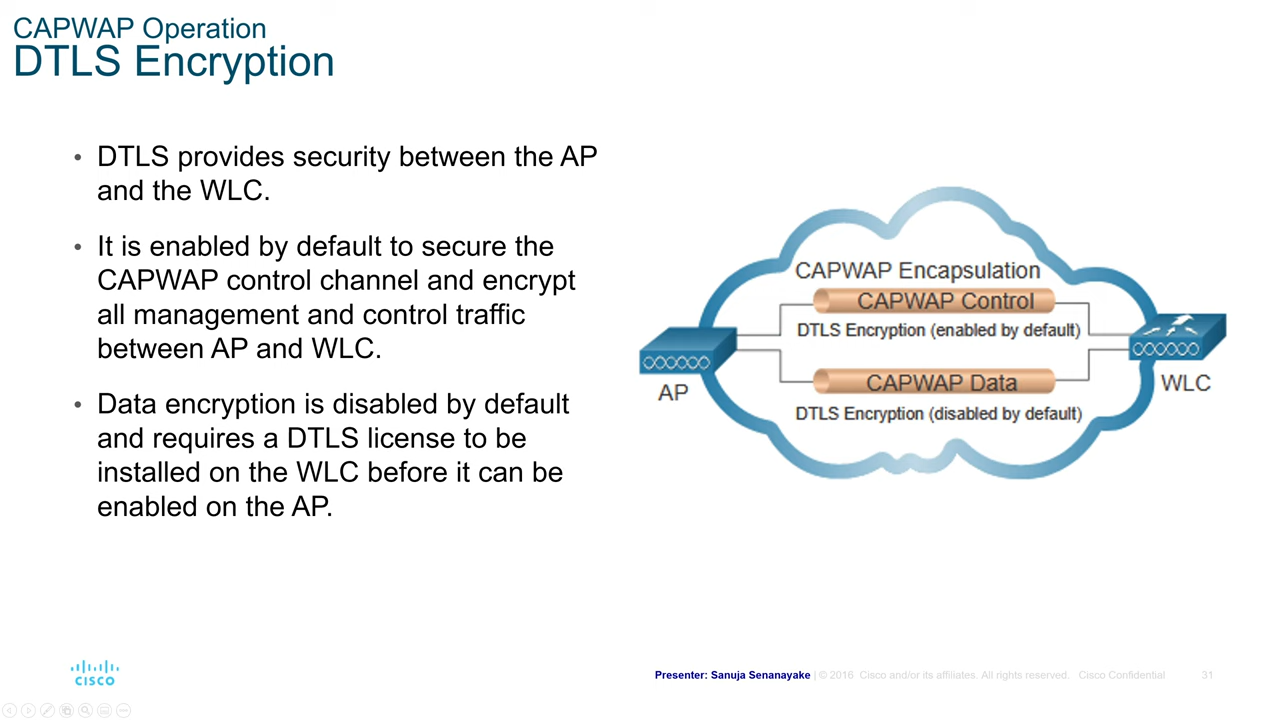 CAPWAP Operation
DTLS Encryption
• DTLS provides security between the AP
and the WLC.
• It is enabled by default to secure the
CAPWAP control channel and encrypt
all management and control traffic
between AP and WLC.
• Data encryption is disabled by default
and requires a DTLS license to be
installed on the WLC before it can be
enabled on the AP.
CAPWAP Encapsulation
CAPWAP Control
DTLS Encryption (enabled by default)
AP
WLC
CAPWAP Data
DTLS Encryption (disabled by default)
CISCO
Presenter: Sanuja Senanayake | © 2016 Cisco and/or its affiliates. All rights reserved. Cisco Confidential 31